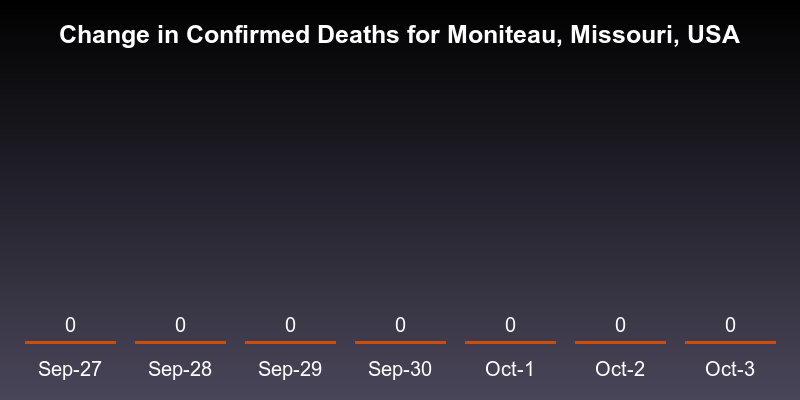 Change in Confirmed Deaths for Moniteau, Missouri, USA
0 0 0 0 0 0 0
Sep-27 Sep-28 Sep-29 Sep-30 Oct-1 Oct-2 Oct-3